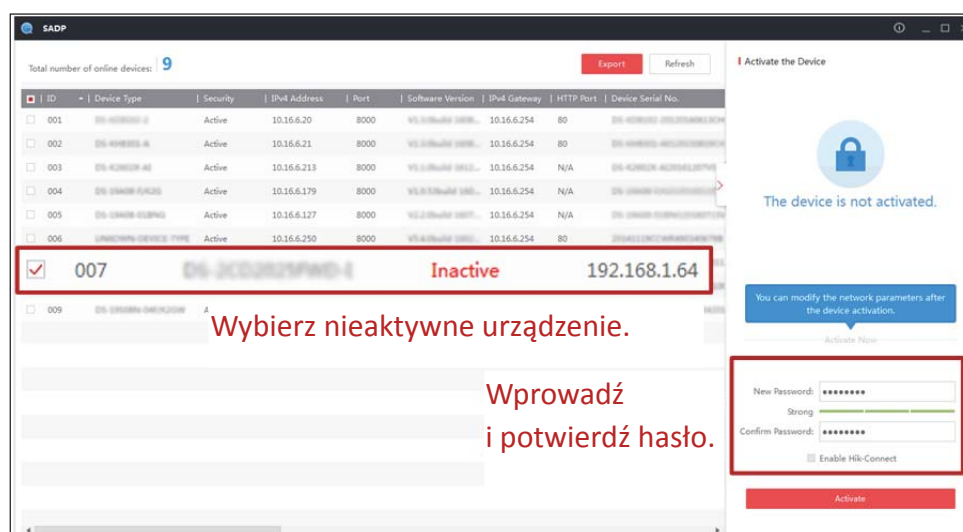 SADP
Total number of online devices: 9
Export
Refresh
ID
Device Type
Security
IPv4 Address
Port
Software Version
IPv4 Gateway
HTTP Port
Device Serial No.
001 Active 10.16.6.20 8000 10.16.6.254 80
002 Active 10.16.6.21 8000 10.16.6.254 80
003 Active 10.16.6.213 8000 10.16.6.254 N/A
004 Active 10.16.6.179 8000 10.16.6.254 N/A
005 Active 10.16.6.127 8000 10.16.6.254 N/A
006 Active 10.16.6.250 8000 10.16.6.254 80
007 Inactive 192.168.1.64
009
Wybierz nieaktywne urządzenie.
Wprowadź
i potwierdź hasło.
Activate the Device
The device is not activated.
You can modify the network parameters after
the device activation.
Activate Now
New Password:
Strong
Confirm Password:
Enable Hik-Connect
Activate